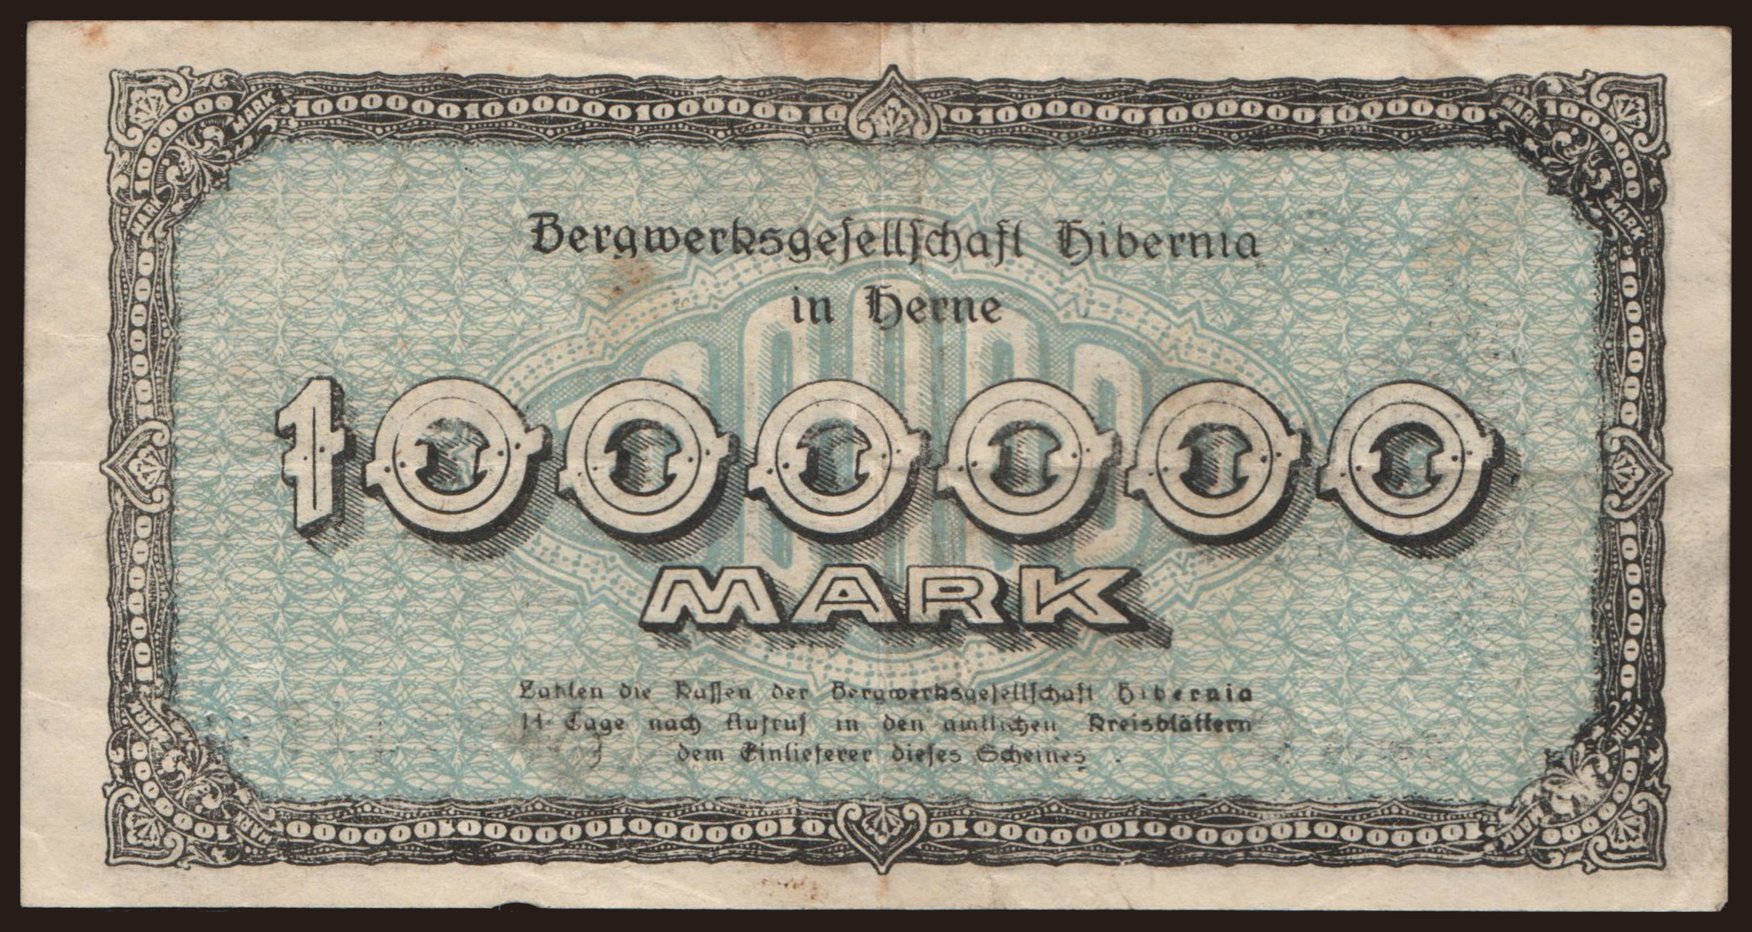 Bergwerksgesellschaft Hibernia
in Herne
1000000
MARK
Zahlen die Kassen der Bergwerksgesellschaft Hibernia
14 Tage nach Aufruf in den amtlichen Kreisblättern
dem Einlieferer dieses Scheines